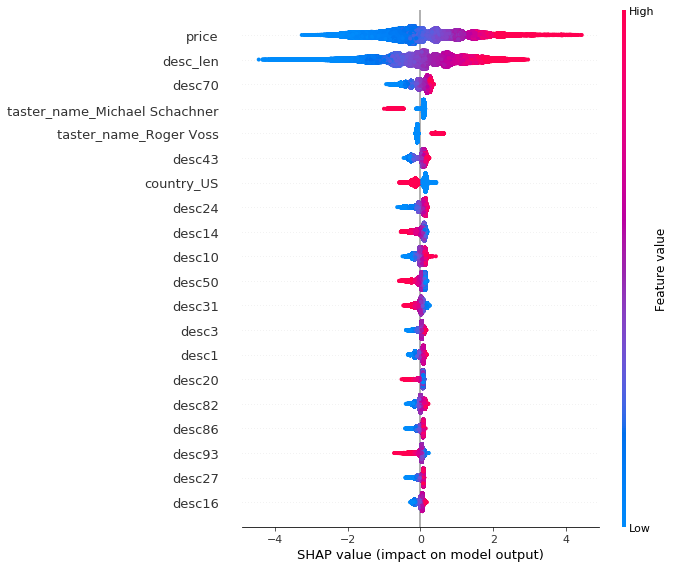 High
price
desc_len
desc70
taster_name_Michael Schachner
taster_name_Roger Voss
desc43
country_US
desc24
desc14
desc10
desc50
desc31
desc3
desc1
desc20
desc82
desc86
desc93
desc27
desc16
Feature value
Low
−4 −2 0 2 4
SHAP value (impact on model output)